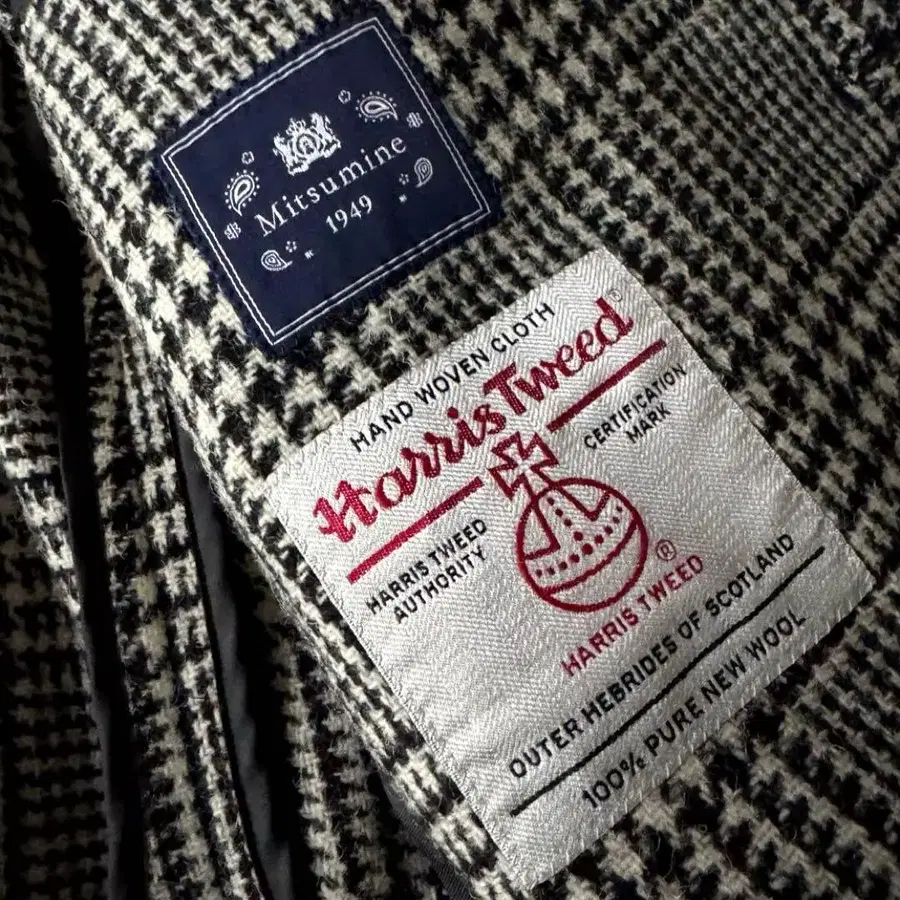 Mitsumine
1949
HAND WOVEN CLOTH
Harris Tweed®
CERTIFICATION
MARK
HARRIS TWEED
AUTHORITY
®
HARRIS TWEED
OUTER HEBRIDES OF SCOTLAND
100% PURE NEW WOOL